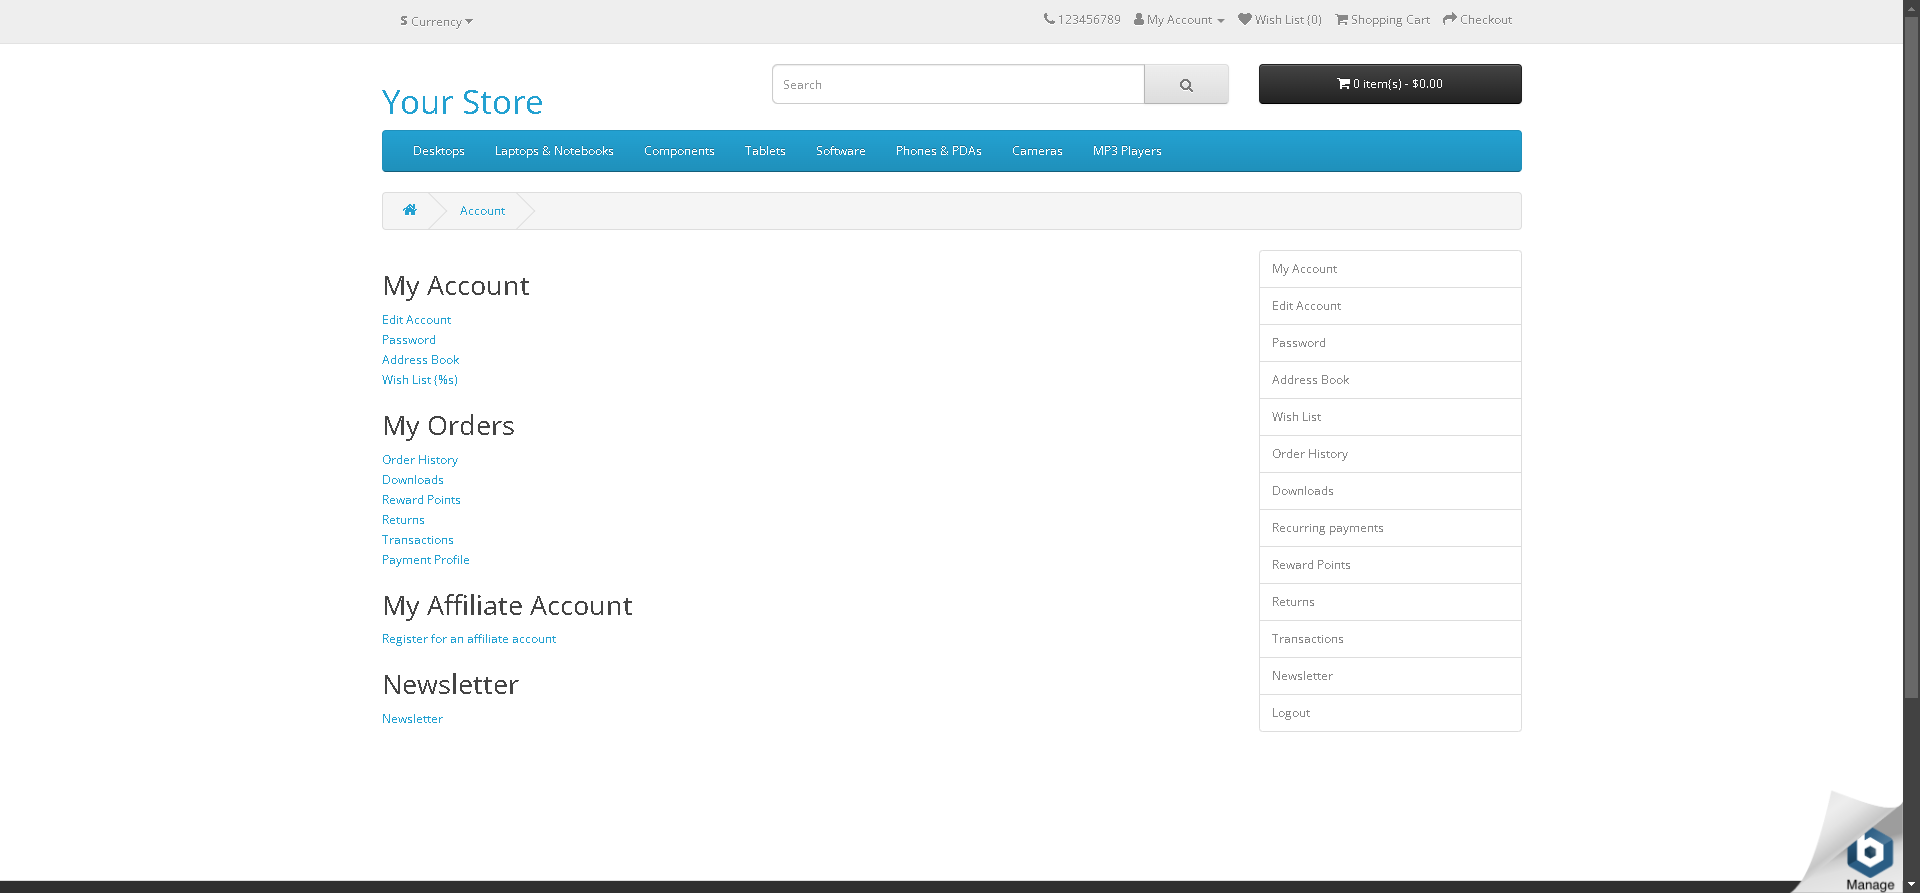 $ Currency
123456789 My Account Wish List (0) Shopping Cart Checkout
Your Store
Search
0 item(s) - $0.00
Desktops Laptops & Notebooks Components Tablets Software Phones & PDAs Cameras MP3 Players
Account
My Account
Edit Account
Password
Address Book
Wish List (%s)
My Orders
Order History
Downloads
Reward Points
Returns
Transactions
Payment Profile
My Affiliate Account
Register for an affiliate account
Newsletter
Newsletter
My Account
Edit Account
Password
Address Book
Wish List
Order History
Downloads
Recurring payments
Reward Points
Returns
Transactions
Newsletter
Logout
b
Manage